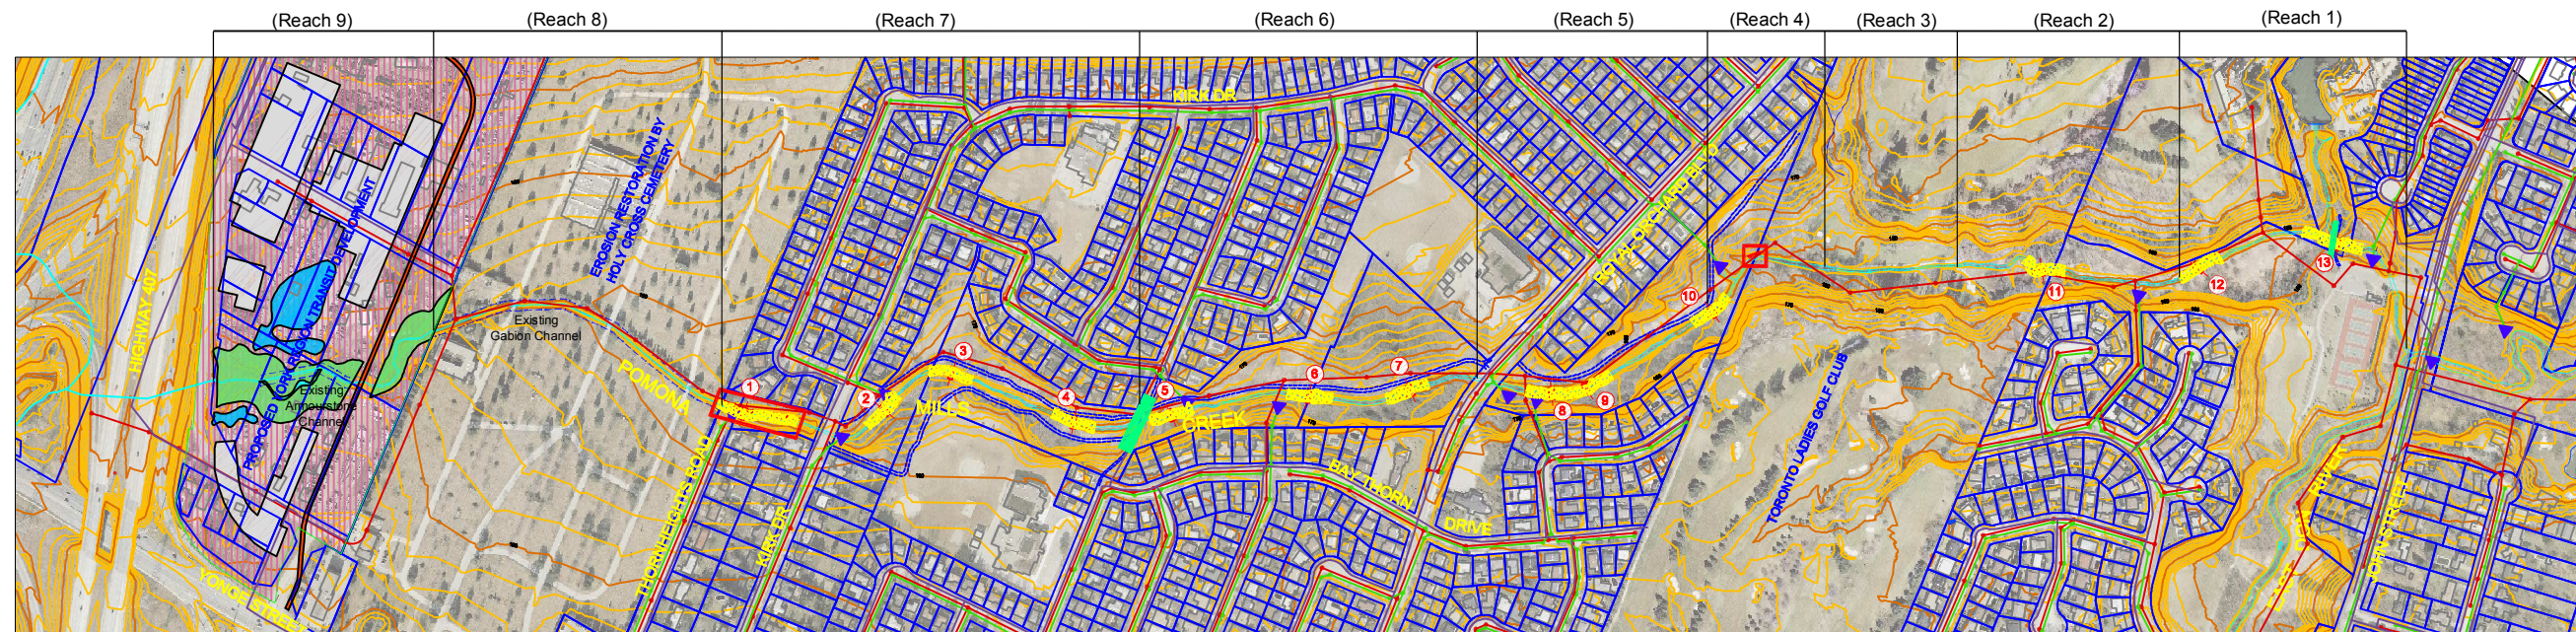 (Reach 9)
(Reach 8)
(Reach 7)
(Reach 6)
(Reach 5)
(Reach 4)
(Reach 3)
(Reach 2)
(Reach 1)
HIGHWAY 407
PROPOSED YORK REGION TRANSIT DEVELOPMENT
Existing
Armourstone
Channel
YONGE STREET
EROSION RESTORATION BY
HOLY CROSS CEMETERY
Existing
Gabion Channel
POMONA
MILLS
CREEK
THORNHEIGHTS ROAD
KIRK DR
KIRK DR
BAYTHORN
DRIVE
TORONTO LADIES GOLF CLUB
JOHN STREET
1
2
3
4
5
6
7
8
9
10
11
12
13